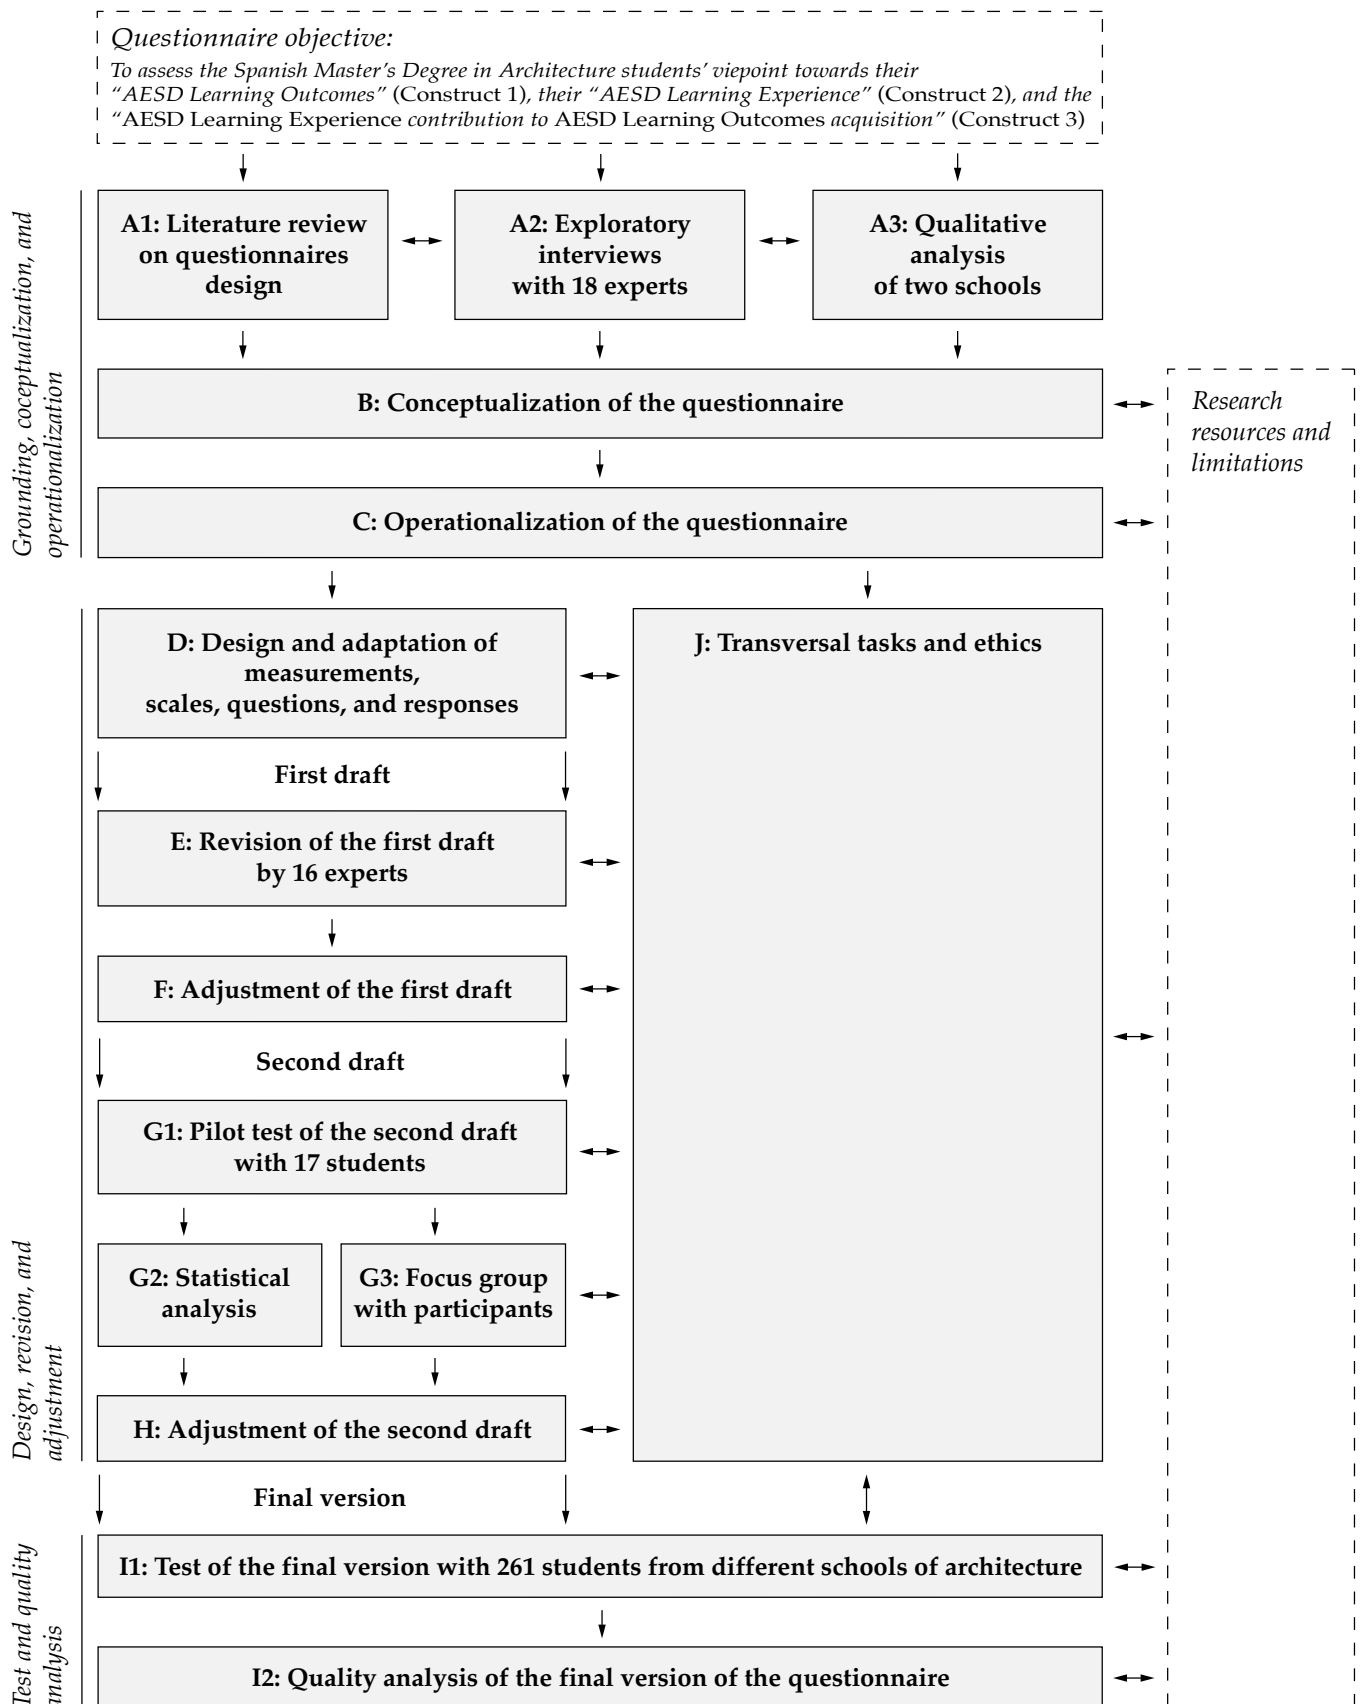 Questionnaire objective:
To assess the Spanish Master's Degree in Architecture students' viepoint towards their
“AESD Learning Outcomes” (Construct 1), their “AESD Learning Experience” (Construct 2), and the
“AESD Learning Experience contribution to AESD Learning Outcomes acquisition” (Construct 3)
Grounding, coceptualization, and
operationalization
A1: Literature review
on questionnaires
design
A2: Exploratory
interviews
with 18 experts
A3: Qualitative
analysis
of two schools
B: Conceptualization of the questionnaire
Research
resources and
limitations
C: Operationalization of the questionnaire
Design, revision, and
adjustment
D: Design and adaptation of
measurements,
scales, questions, and responses
J: Transversal tasks and ethics
First draft
E: Revision of the first draft
by 16 experts
F: Adjustment of the first draft
Second draft
G1: Pilot test of the second draft
with 17 students
G2: Statistical
analysis
G3: Focus group
with participants
H: Adjustment of the second draft
Final version
Test and quality
analysis
I1: Test of the final version with 261 students from different schools of architecture
I2: Quality analysis of the final version of the questionnaire